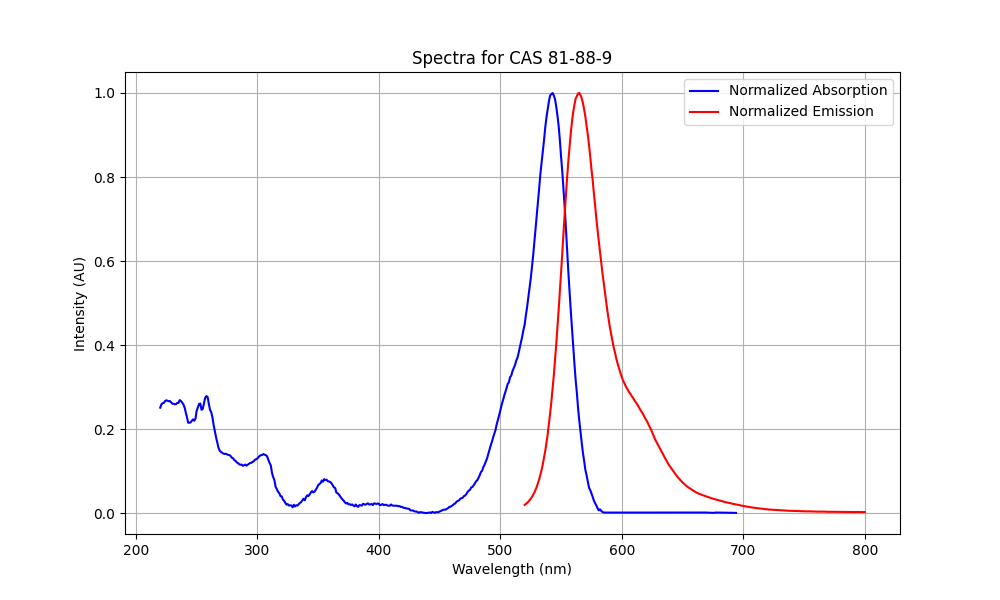 Spectra for CAS 81-88-9
Normalized Absorption
Normalized Emission
1.0
0.8
0.6
0.4
0.2
0.0
Intensity (AU)
200 300 400 500 600 700 800
Wavelength (nm)